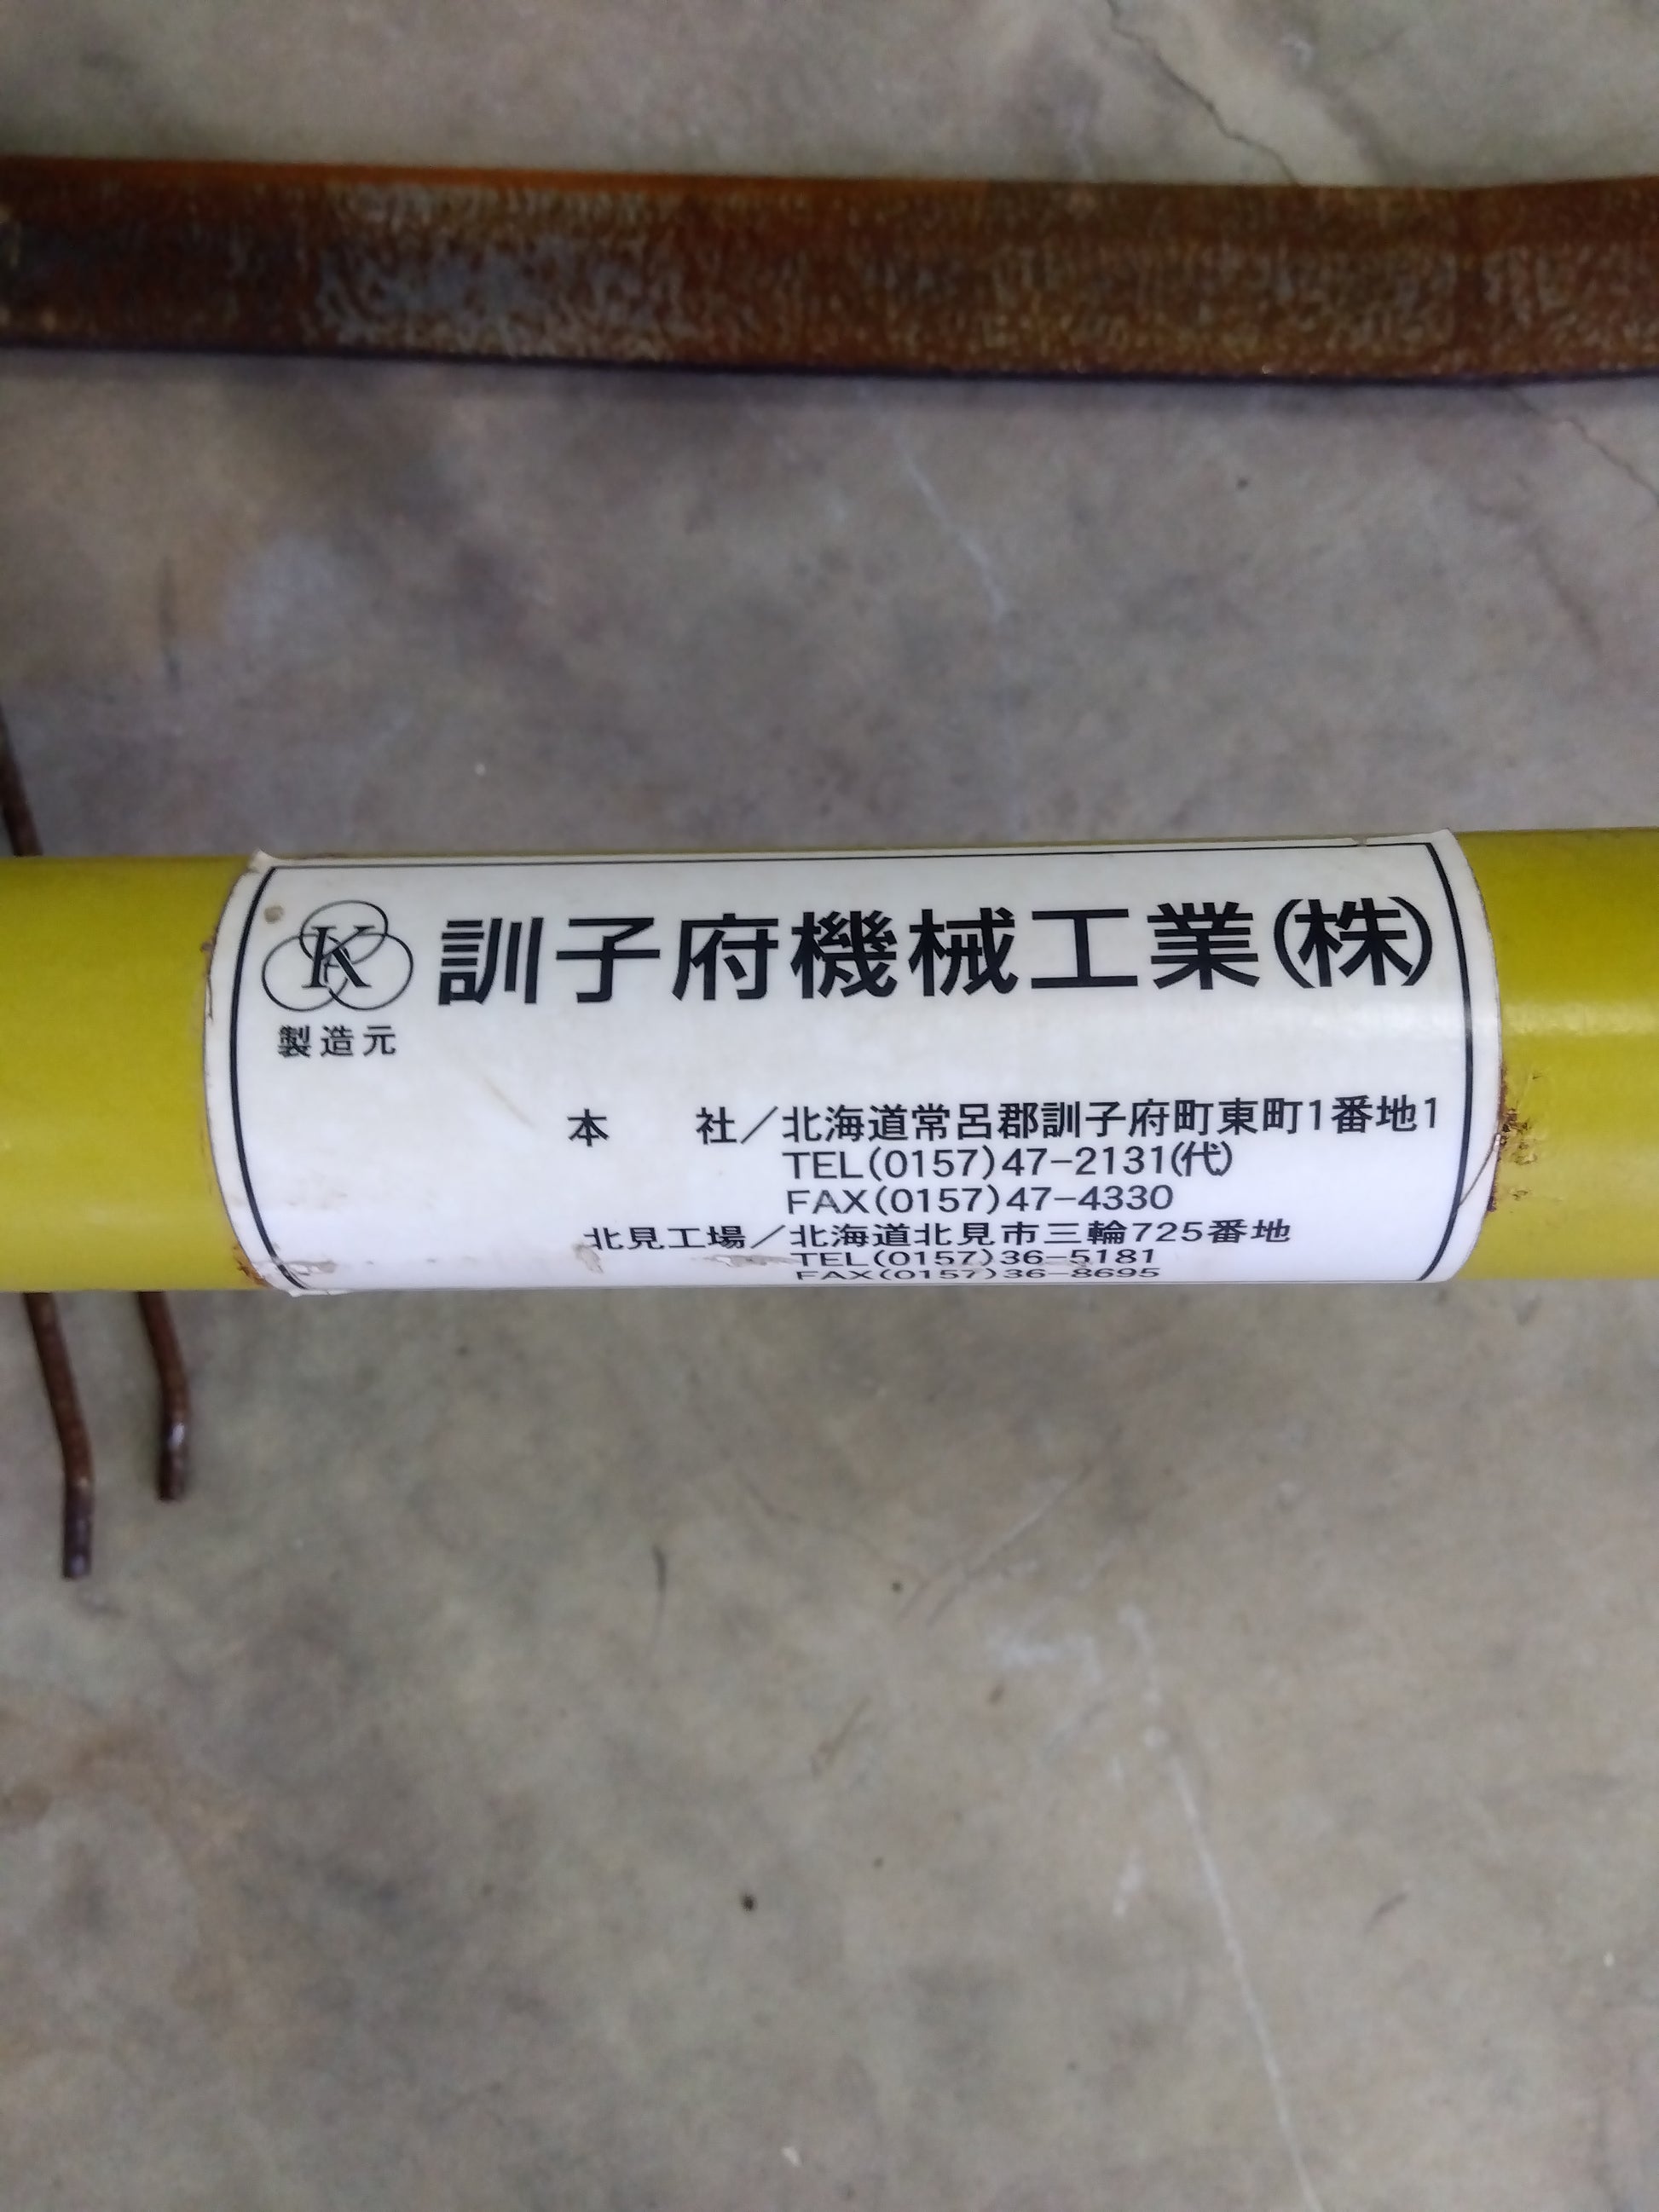 K
訓子府機械工業(株)
製造元
本 社/北海道常呂郡訓子府町東町1番地1
TEL(0157)47-2131(代)
FAX(0157)47-4330
北見工場/北海道北見市三輪725番地
TEL(0157)36-5181
FAX(0157)36-8695